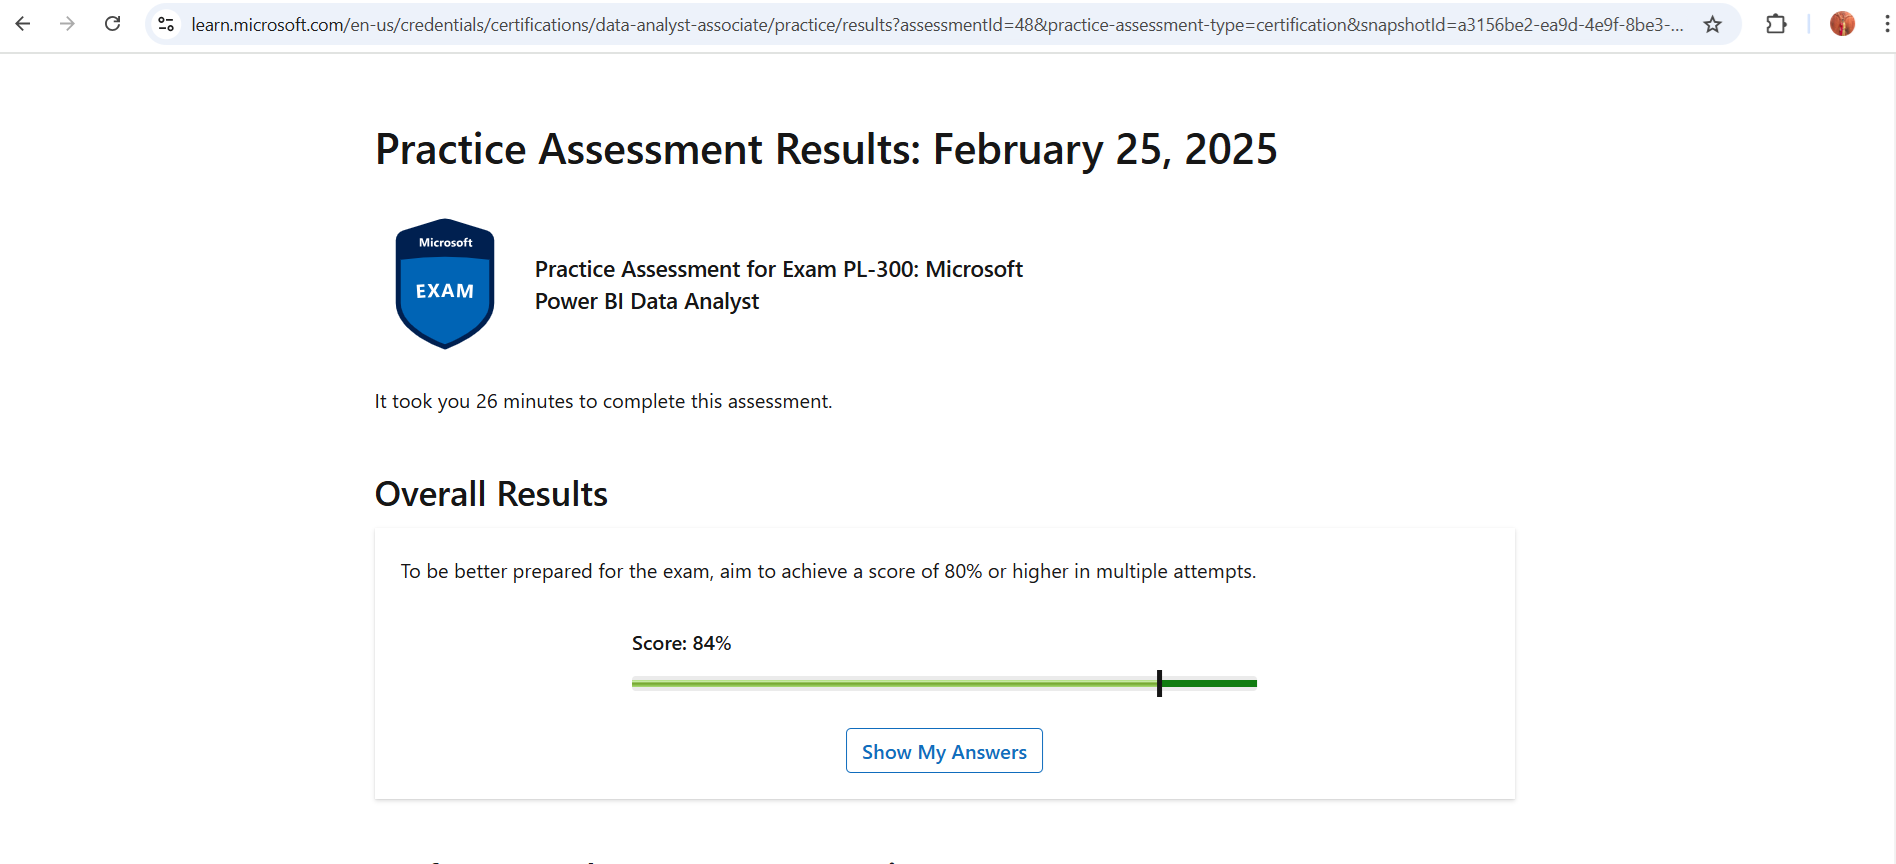 learn.microsoft.com/en-us/credentials/certifications/data-analyst-associate/practice/results?assessmentId=48&practice-assessment-type=certification&snapshotId=a3156be2-ea9d-4e9f-8be3-...
Practice Assessment Results: February 25, 2025
Microsoft
EXAM
Practice Assessment for Exam PL-300: Microsoft
Power BI Data Analyst
It took you 26 minutes to complete this assessment.
Overall Results
To be better prepared for the exam, aim to achieve a score of 80% or higher in multiple attempts.
Score: 84%
Show My Answers